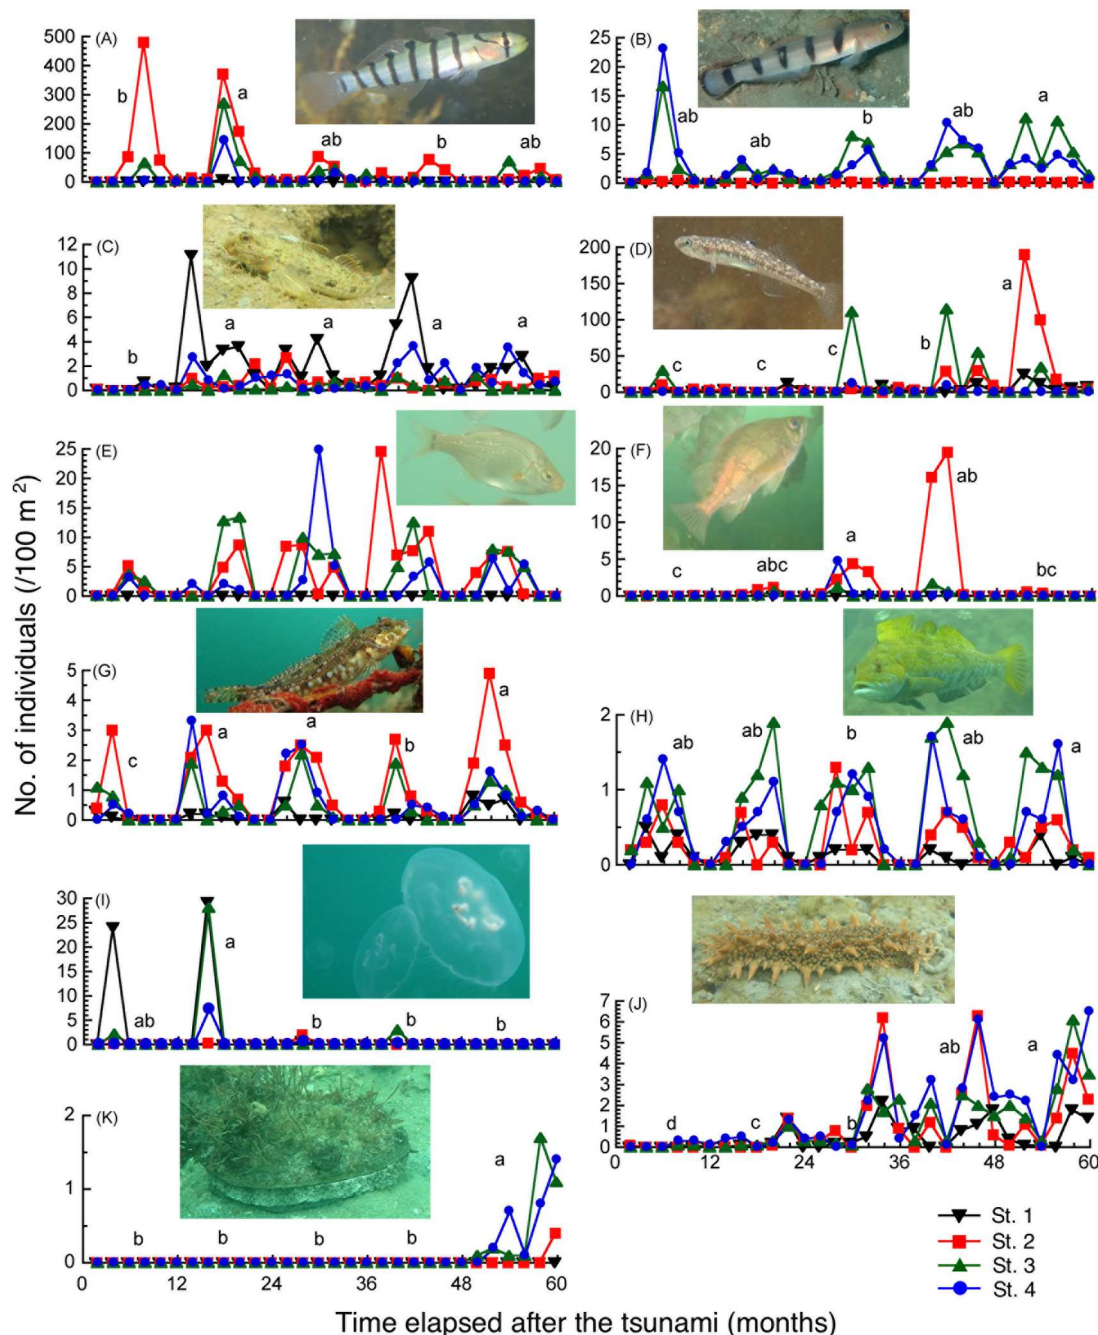 (A)
500
400
300
200
100
0
b
a
ab
b
ab
(B)
25
20
15
10
5
0
ab
ab
b
ab
a
(C)
12
10
8
6
4
2
0
b
a
a
a
a
(D)
200
150
100
50
0
c
c
c
b
a
(E)
25
20
15
10
5
0
(F)
20
15
10
5
0
c
abc
a
ab
bc
(G)
5
4
3
2
1
0
c
a
a
b
a
(H)
2
1
0
ab
ab
b
ab
a
(I)
30
25
20
15
10
5
0
ab
a
b
b
b
(J)
7
6
5
4
3
2
1
0
d
c
b
ab
a
0
12
36
48
60
(K)
2
1
0
b
b
b
b
a
0
12
24
36
48
60
No. of individuals (/100 m²)
Time elapsed after the tsunami (months)
St. 1
St. 2
St. 3
St. 4